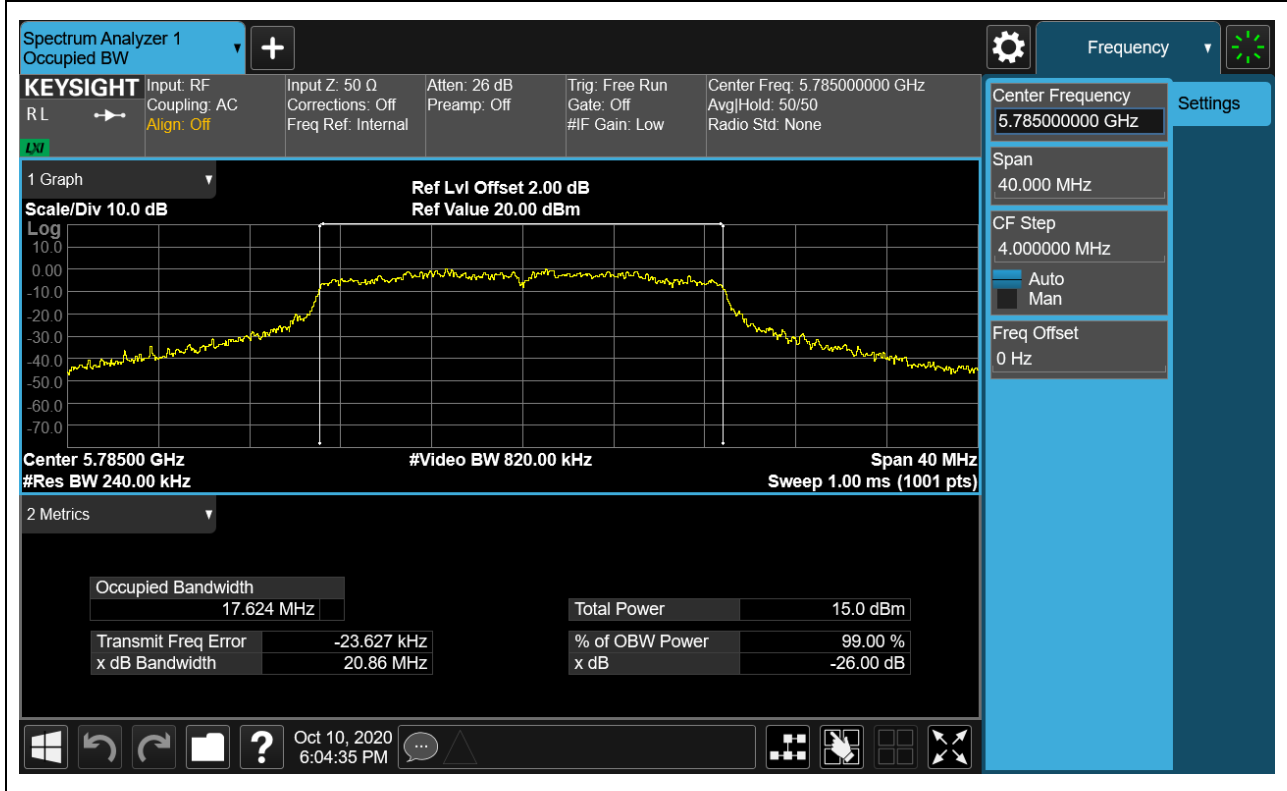 Spectrum Analyzer 1
Occupied BW
Frequency
KEYSIGHT
R L
LXI
Input: RF
Coupling: AC
Align: Off
Input Z: 50 Ω
Corrections: Off
Freq Ref: Internal
Atten: 26 dB
Preamp: Off
Trig: Free Run
Gate: Off
#IF Gain: Low
Center Freq: 5.785000000 GHz
Avg|Hold: 50/50
Radio Std: None
Center Frequency
5.785000000 GHz
Settings
Span
40.000 MHz
CF Step
4.000000 MHz
Auto
Man
Freq Offset
0 Hz
1 Graph
Ref Lvl Offset 2.00 dB
Scale/Div 10.0 dB
Ref Value 20.00 dBm
Log
10.0
0.00
-10.0
-20.0
-30.0
-40.0
-50.0
-60.0
-70.0
Center 5.78500 GHz
#Video BW 820.00 kHz
Span 40 MHz
#Res BW 240.00 kHz
Sweep 1.00 ms (1001 pts)
2 Metrics
Occupied Bandwidth
17.624 MHz
Total Power 15.0 dBm
Transmit Freq Error -23.627 kHz
% of OBW Power 99.00 %
x dB Bandwidth 20.86 MHz
x dB -26.00 dB
?
Oct 10, 2020
6:04:35 PM